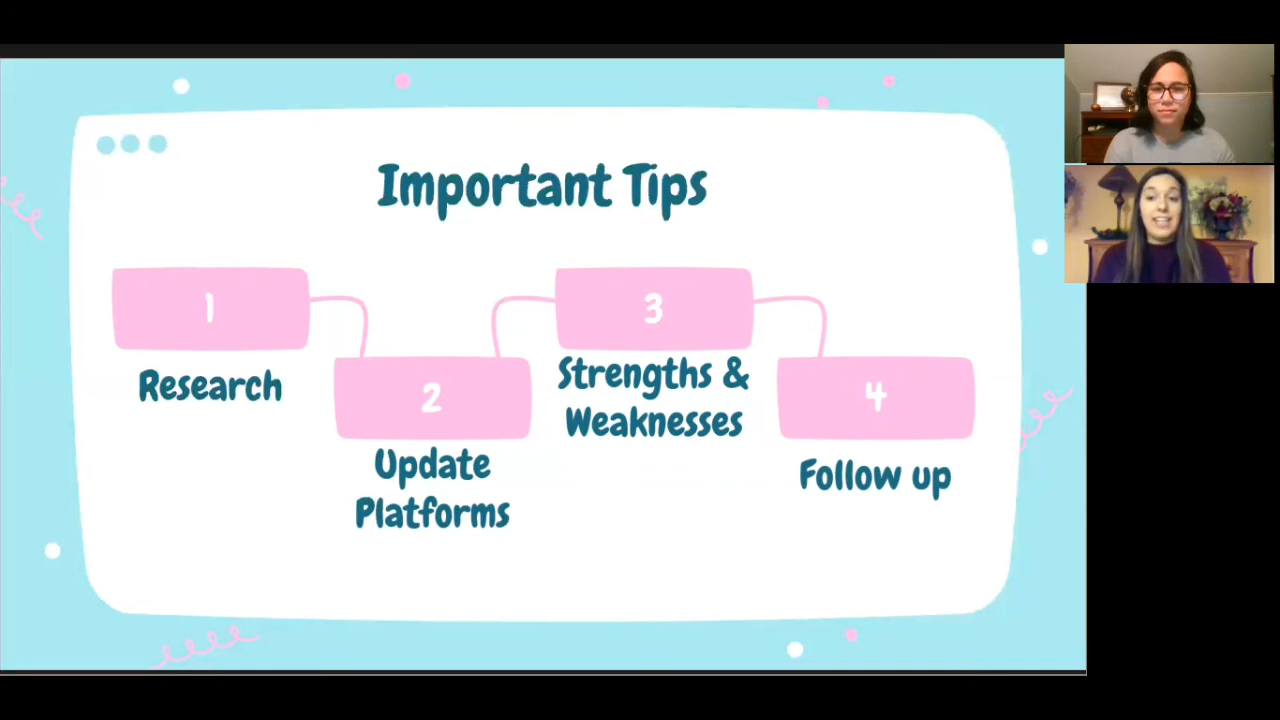 Important Tips
1
Research
2
Update
Platforms
3
Strengths &
Weaknesses
4
Follow up